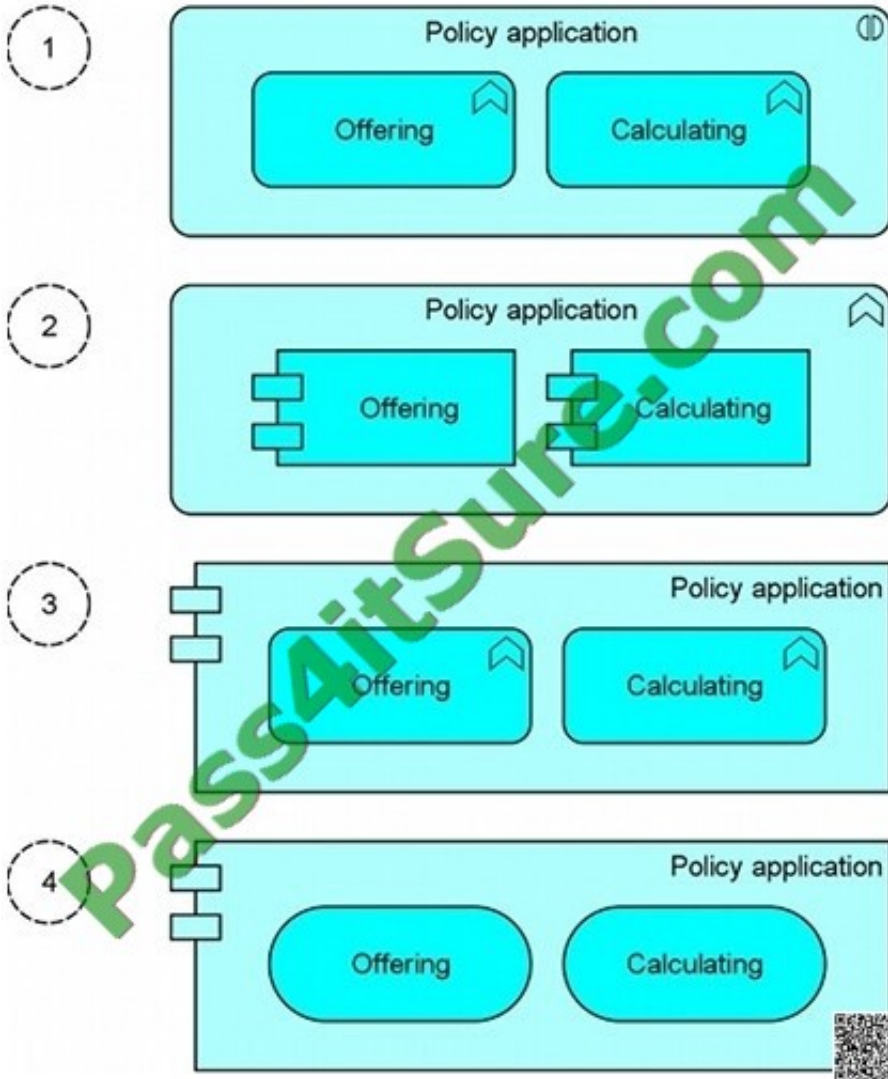 1
Policy application
Offering
Calculating
2
Policy application
Offering
Calculating
3
Policy application
Offering
Calculating
4
Policy application
Offering
Calculating
Pass4itSure.com